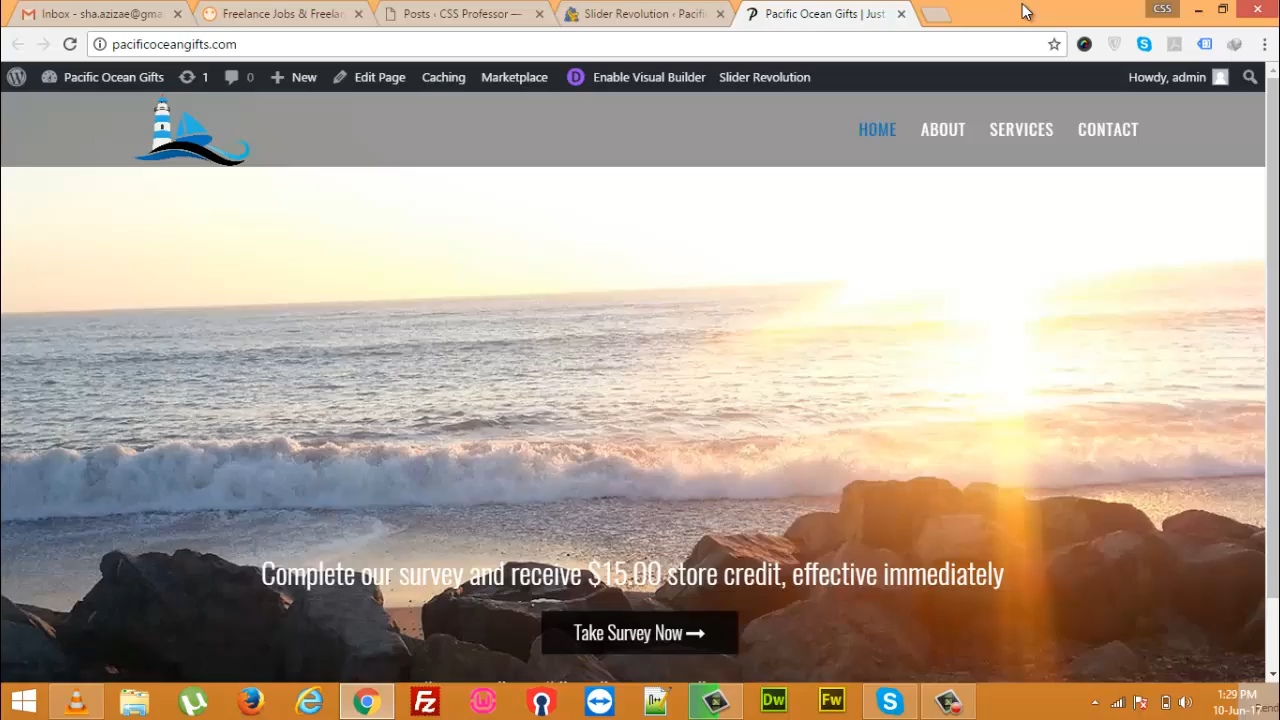 Inbox - sha.azizae@gma
Freelance Jobs & Freelan
Posts ‹ CSS Professor —
Slider Revolution ‹ Pacifi
Pacific Ocean Gifts | Just
CSS
pacificoceangifts.com
Pacific Ocean Gifts 1 0 New Edit Page Caching Marketplace D Enable Visual Builder Slider Revolution Howdy, admin
HOME ABOUT SERVICES CONTACT
Complete our survey and receive $15.00 store credit, effective immediately
Take Survey Now
Dw
Fw
1:29 PM
10-Jun-17